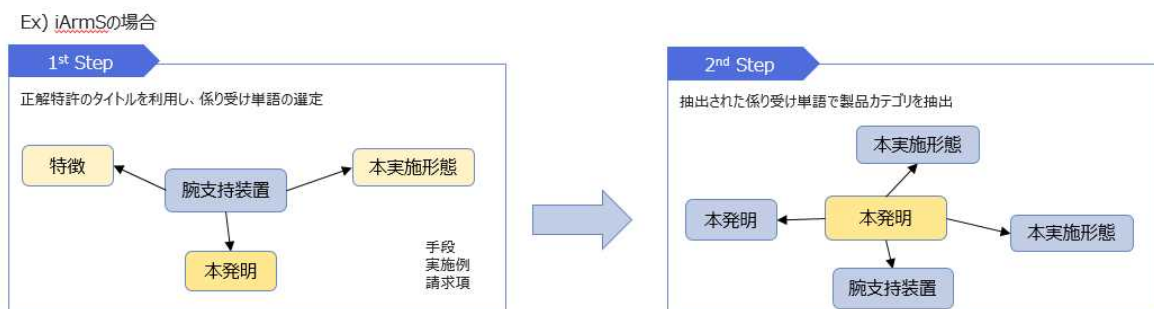 Ex) iArmSの場合
1st Step
正解特許のタイトルを利用し、係り受け単語の選定
特徴
腕支持装置
本実施形態
本発明
手段
実施例
請求項
2nd Step
抽出された係り受け単語で製品カテゴリを抽出
本実施形態
本発明
本発明
本実施形態
腕支持装置